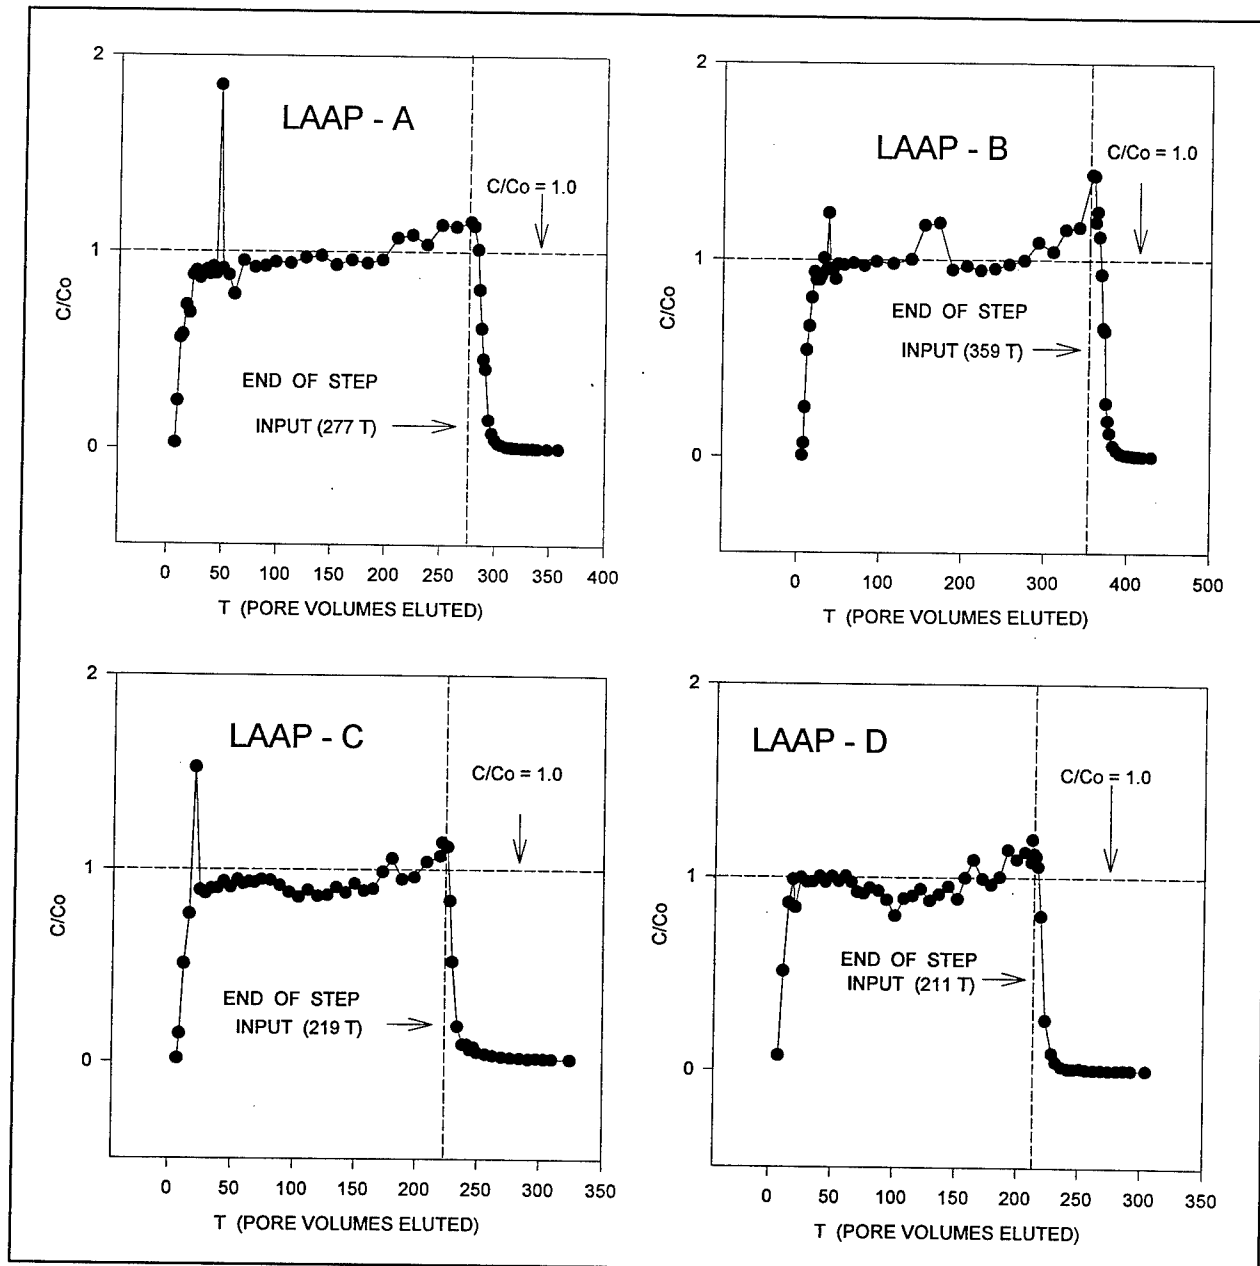 2
LAAP - A
C/Co = 1.0
1
C/Co
END OF STEP
INPUT (277 T)
0
0 50 100 150 200 250 300 350 400
T (PORE VOLUMES ELUTED)
2
LAAP - B
C/Co = 1.0
1
C/Co
END OF STEP
INPUT (359 T)
0
0 100 200 300 400 500
T (PORE VOLUMES ELUTED)
2
LAAP - C
C/Co = 1.0
1
C/Co
END OF STEP
INPUT (219 T)
0
0 50 100 150 200 250 300 350
T (PORE VOLUMES ELUTED)
2
LAAP - D
C/Co = 1.0
1
C/Co
END OF STEP
INPUT (211 T)
0
0 50 100 150 200 250 300 350
T (PORE VOLUMES ELUTED)